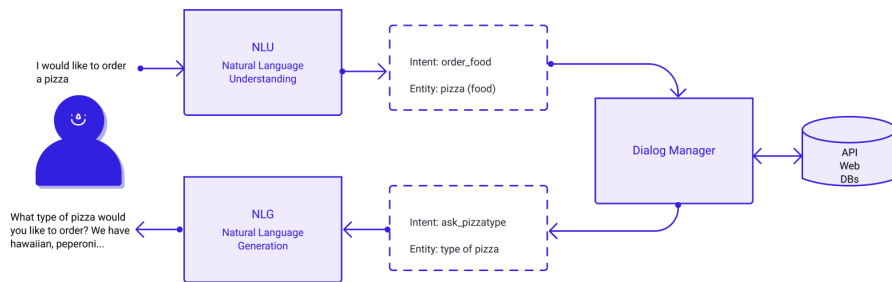 I would like to order
a pizza
NLU
Natural Language
Understanding
Intent: order_food
Entity: pizza (food)
Dialog Manager
API
Web
DBs
What type of pizza would
you like to order? We have
hawaiian, peperoni...
NLG
Natural Language
Generation
Intent: ask_pizzatype
Entity: type of pizza